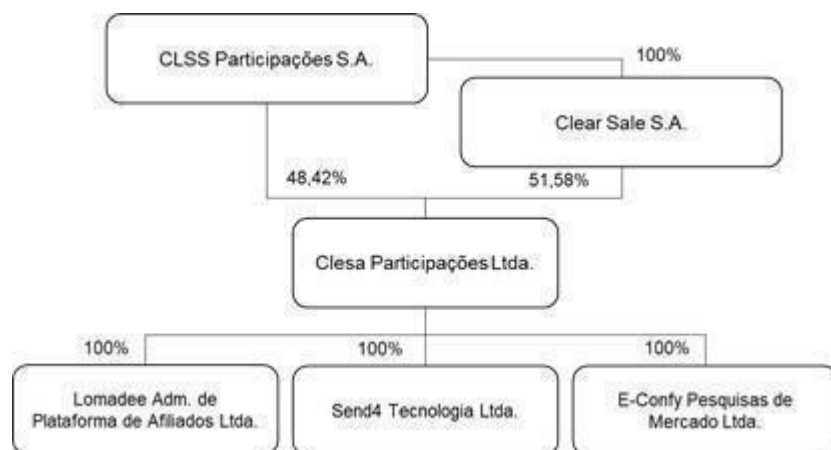 CLSS Participações S.A.
100%
Clear Sale S.A.
48,42%
51,58%
Clesa Participações Ltda.
100%
100%
100%
Lomadee Adm. de
Plataforma de Afiliados Ltda.
Send4 Tecnologia Ltda.
E-Confy Pesquisas de
Mercado Ltda.